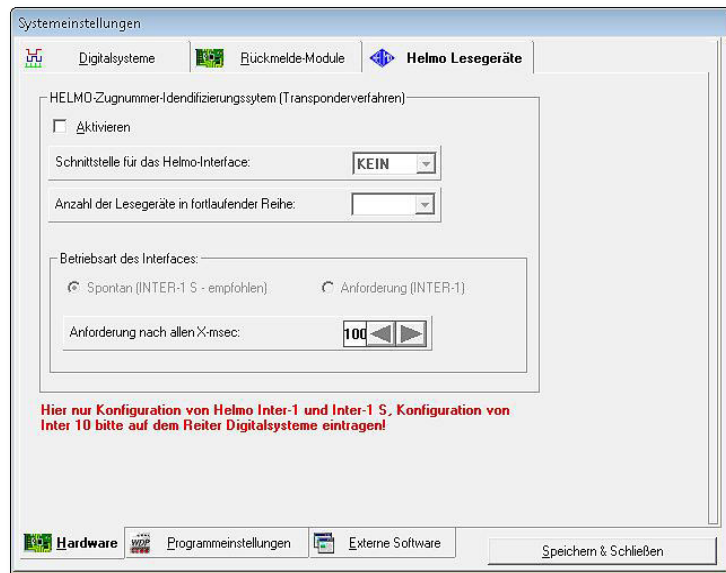 Systemeinstellungen
Digitalsysteme
Rückmelde-Module
Helmo Lesegeräte
HELMO-Zugnummer-Idendifizierungssytem (Transponderverfahren)
Aktivieren
Schnittstelle für das Helmo-Interface:
KEIN
Anzahl der Lesegeräte in fortlaufender Reihe:
Betriebsart des Interfaces:
Spontan (INTER-1 S - empfohlen)
Anforderung (INTER-1)
Anforderung nach allen X-msec:
100
Hier nur Konfiguration von Helmo Inter-1 und Inter-1 S, Konfiguration von
Inter 10 bitte auf dem Reiter Digitalsysteme eintragen!
Hardware
WDP
Programmeinstellungen
Externe Software
Speichern & Schließen